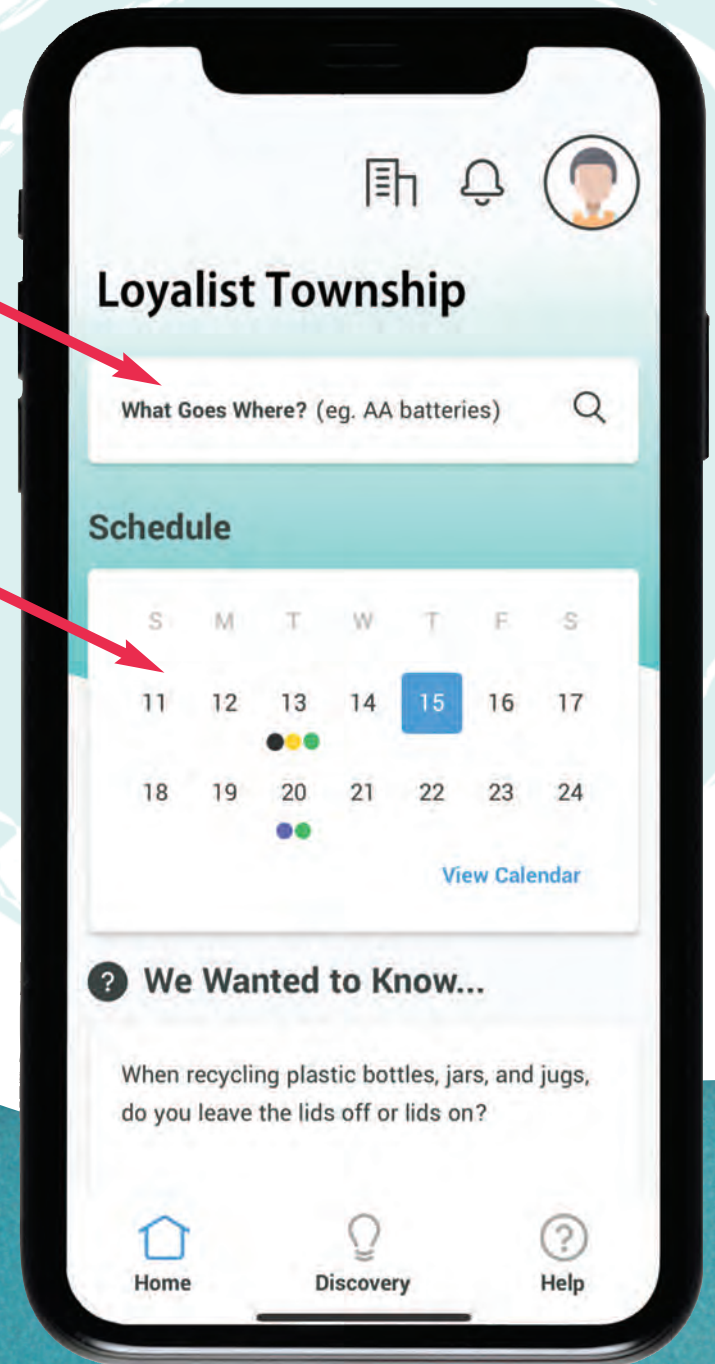 Loyalist Township
What Goes Where? (eg. AA batteries)
Schedule
S M T W T F S
11 12 13 14 15 16 17
18 19 20 21 22 23 24
View Calendar
? We Wanted to Know...
When recycling plastic bottles, jars, and jugs,
do you leave the lids off or lids on?
?
Home Discovery Help